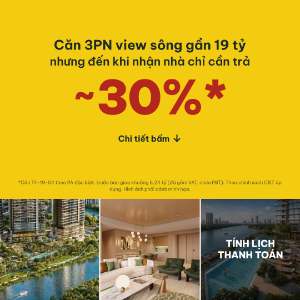 Căn 3PN view sông gần 19 tỷ
nhưng đến khi nhận nhà chỉ cần trả
~30%*
Chi tiết bấm ↓
TÍNH LỊCH
THANH TOÁN